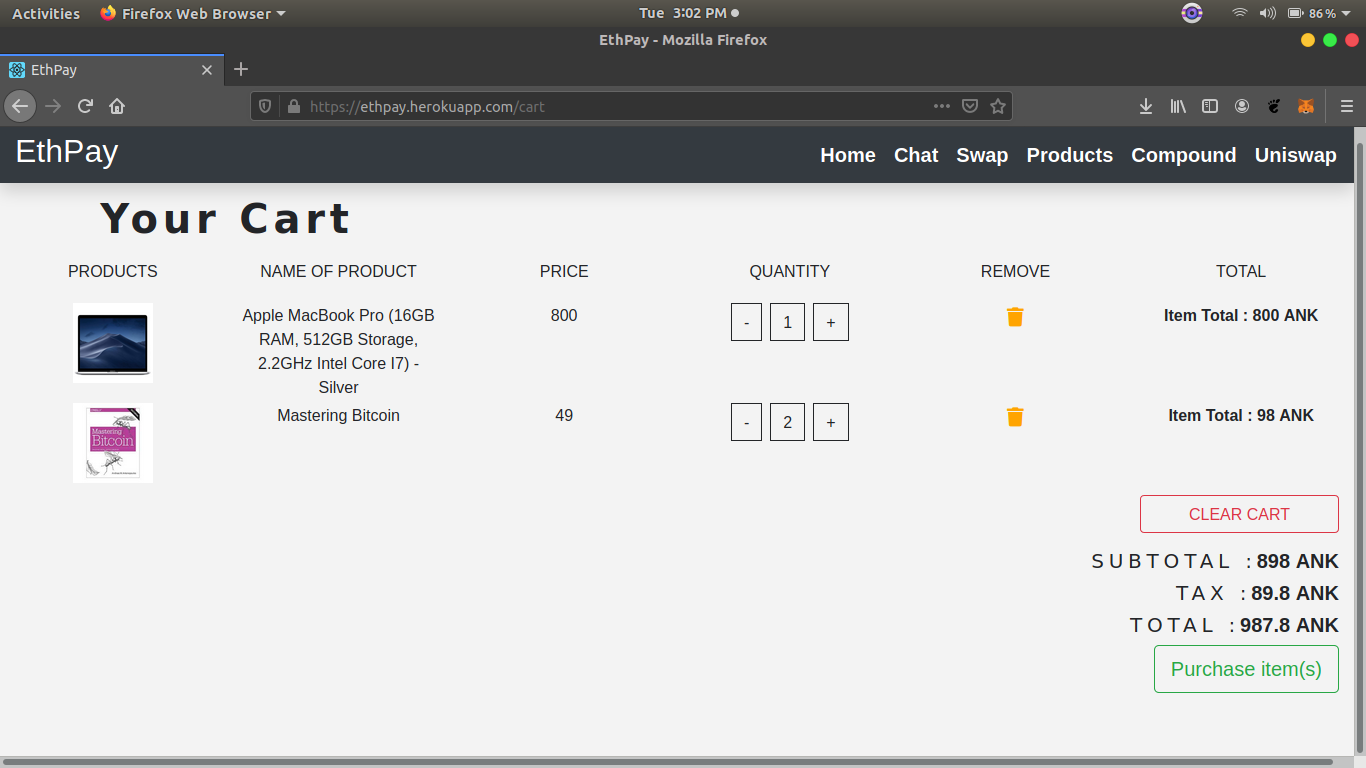 Activities Firefox Web Browser Tue 3:02 PM 86 %
EthPay - Mozilla Firefox
EthPay
https://ethpay.herokuapp.com/cart
EthPay Home Chat Swap Products Compound Uniswap
Your Cart
PRODUCTS NAME OF PRODUCT PRICE QUANTITY REMOVE TOTAL
Apple MacBook Pro (16GB 800 - 1 + Item Total : 800 ANK
RAM, 512GB Storage,
2.2GHz Intel Core I7) -
Silver
Mastering Bitcoin 49 - 2 + Item Total : 98 ANK
Mastering
Bitcoin
CLEAR CART
SUBTOTAL : 898 ANK
TAX : 89.8 ANK
TOTAL : 987.8 ANK
Purchase item(s)